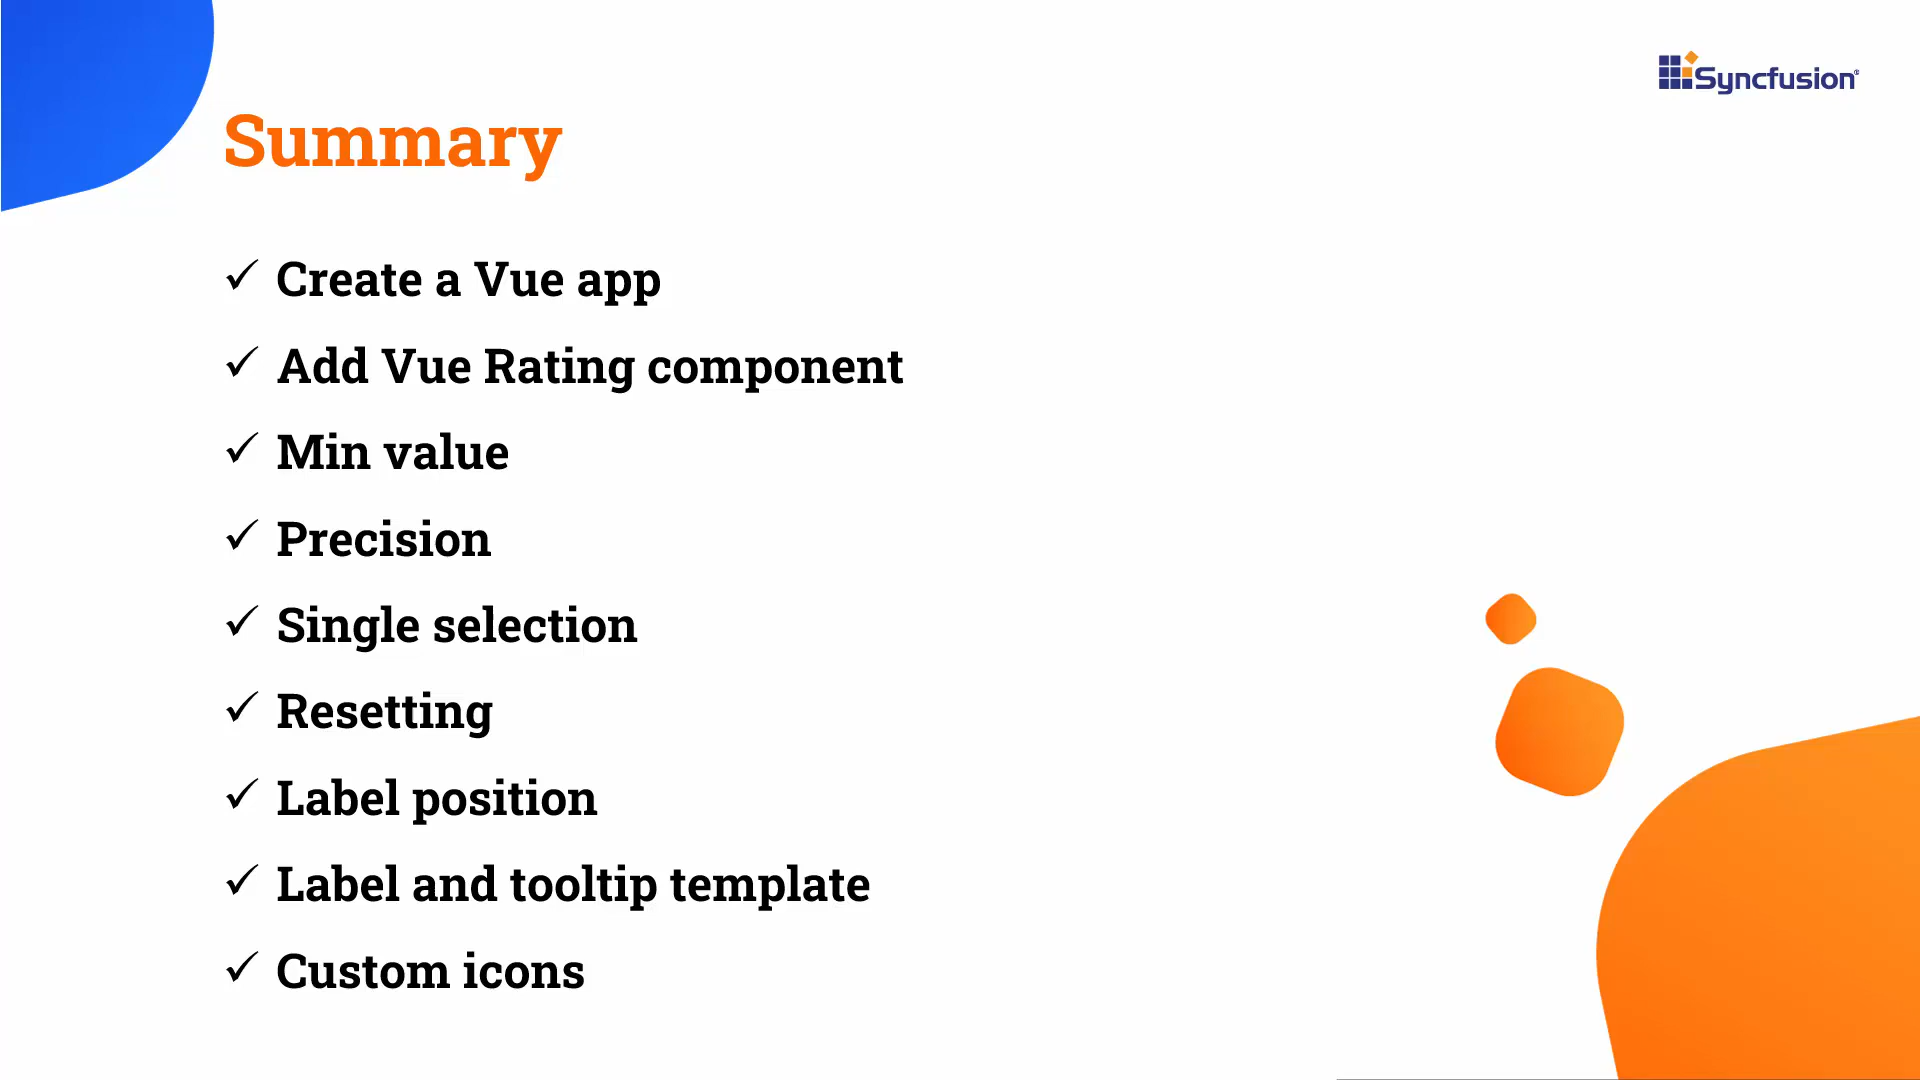 Syncfusion®
Summary
✓ Create a Vue app
✓ Add Vue Rating component
✓ Min value
✓ Precision
✓ Single selection
✓ Resetting
✓ Label position
✓ Label and tooltip template
✓ Custom icons